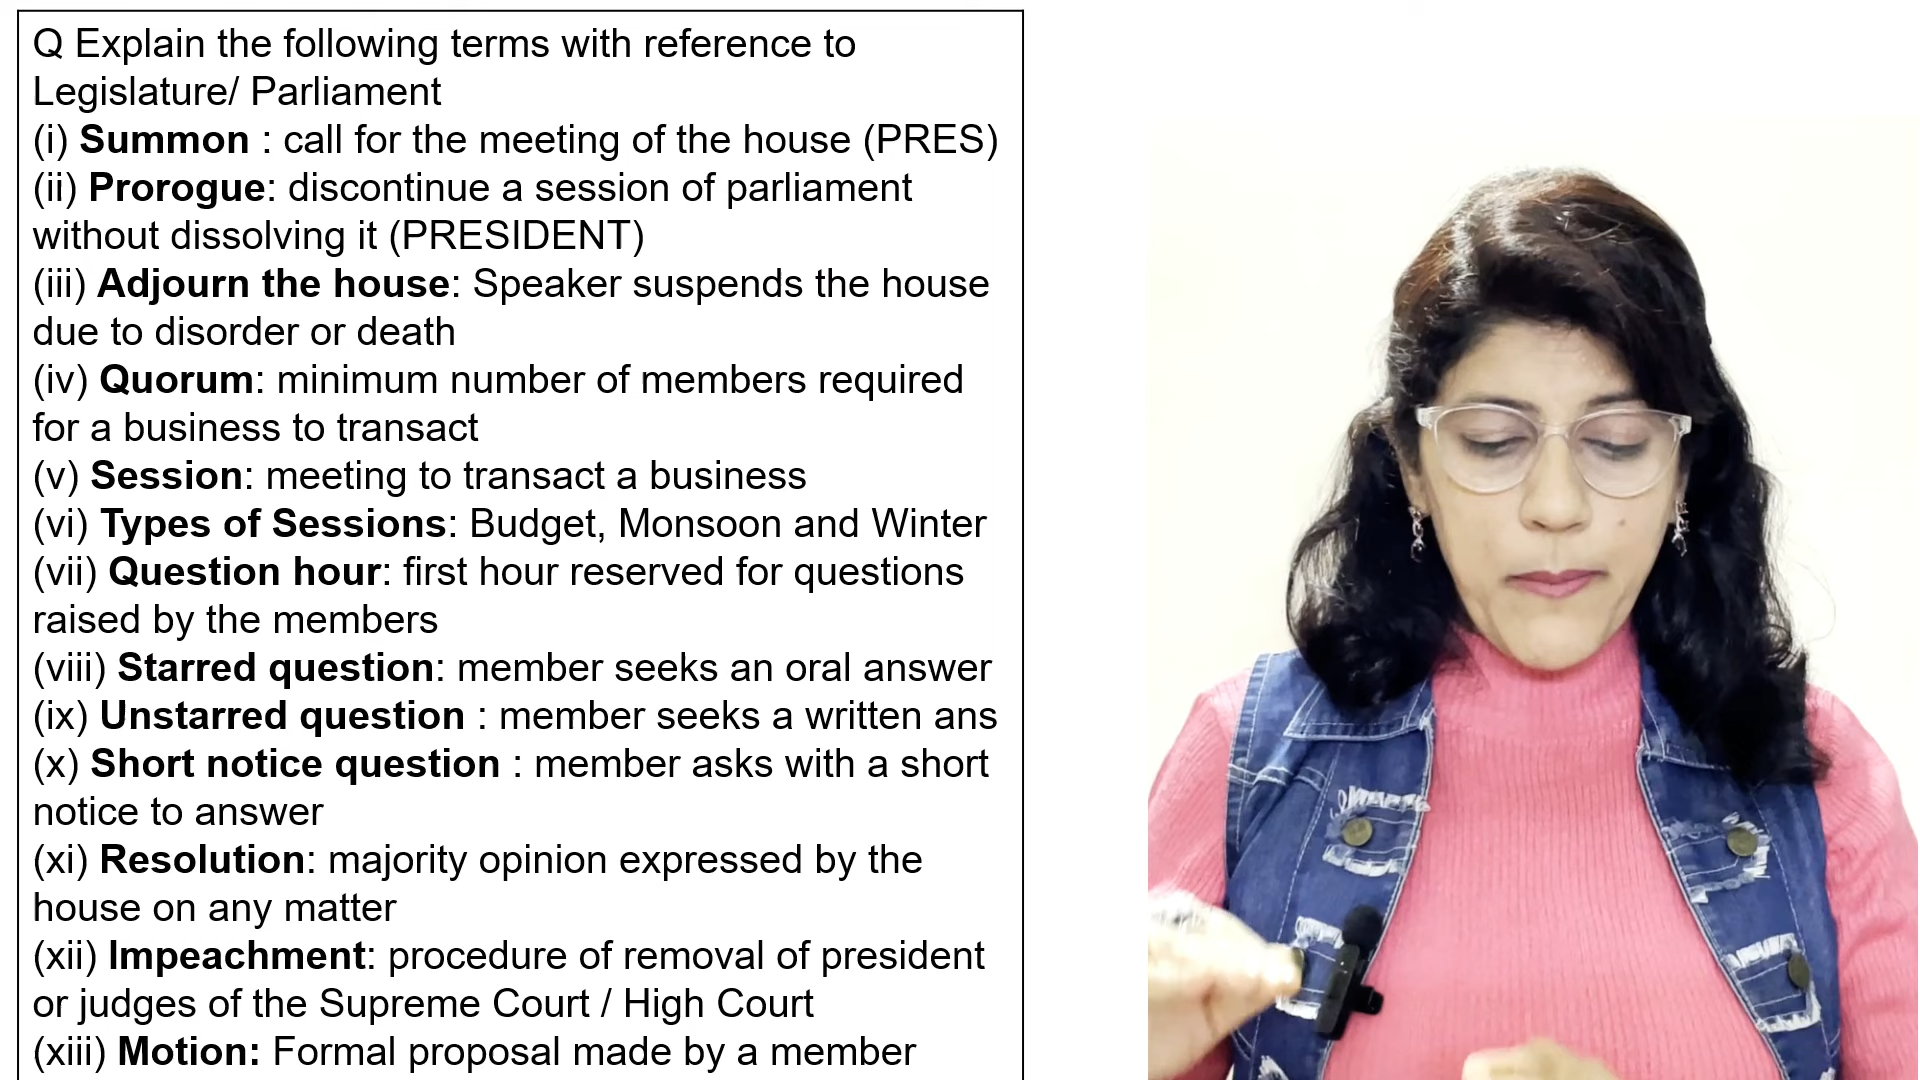 Q Explain the following terms with reference to
Legislature/ Parliament
(i) Summon : call for the meeting of the house (PRES)
(ii) Prorogue: discontinue a session of parliament
without dissolving it (PRESIDENT)
(iii) Adjourn the house: Speaker suspends the house
due to disorder or death
(iv) Quorum: minimum number of members required
for a business to transact
(v) Session: meeting to transact a business
(vi) Types of Sessions: Budget, Monsoon and Winter
(vii) Question hour: first hour reserved for questions
raised by the members
(viii) Starred question: member seeks an oral answer
(ix) Unstarred question : member seeks a written ans
(x) Short notice question : member asks with a short
notice to answer
(xi) Resolution: majority opinion expressed by the
house on any matter
(xii) Impeachment: procedure of removal of president
or judges of the Supreme Court / High Court
(xiii) Motion: Formal proposal made by a member